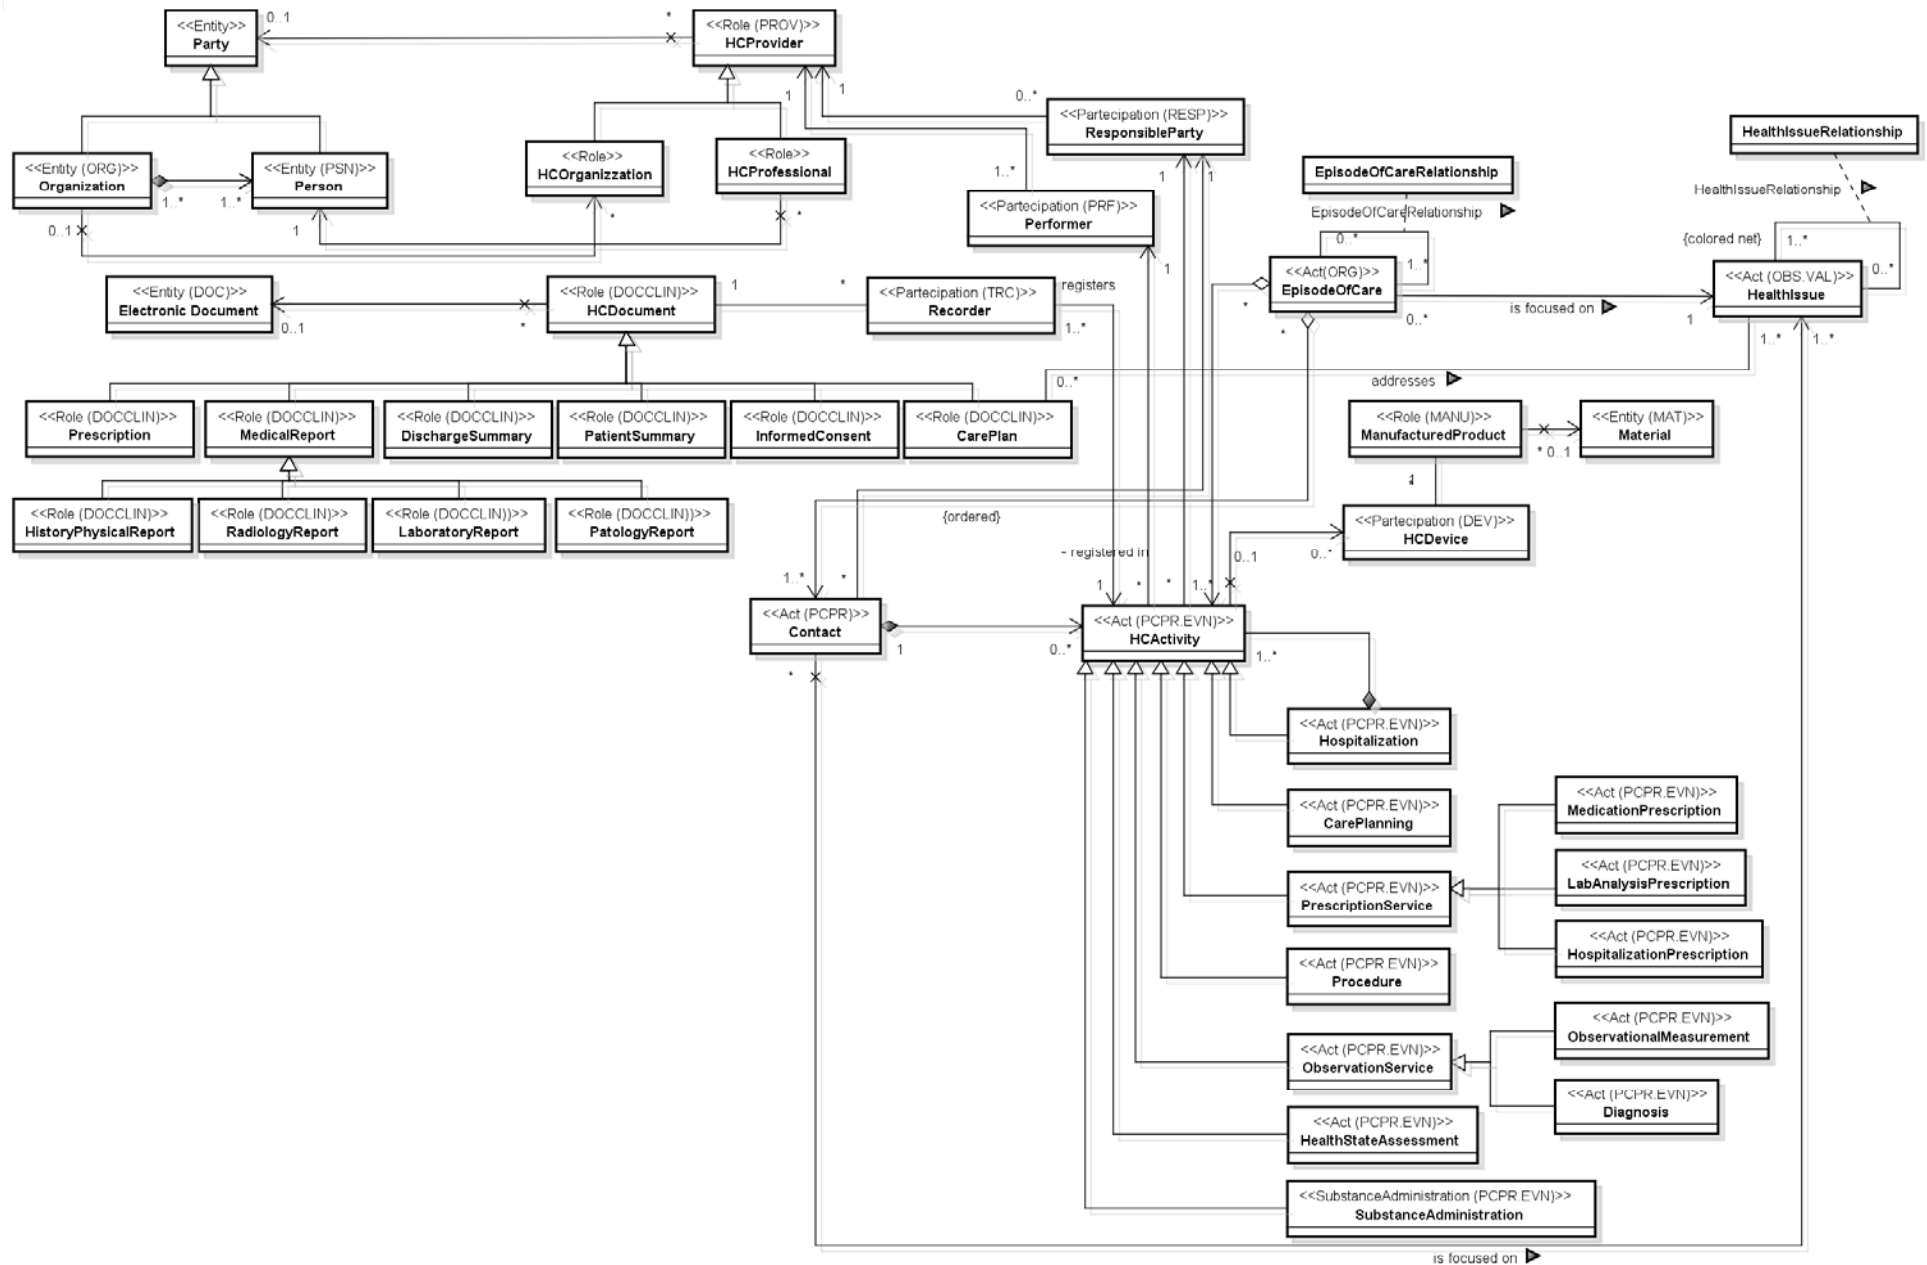 <<Entity>>
Party
0..1
*
<<Role (PROV)>>
HCProvider
1
1
0..*
<<Partecipation (RESP)>>
ResponsibleParty
HealthIssueRelationship
<<Entity (ORG)>>
Organization
1..*
1..*
<<Entity (PSN)>>
Person
<<Role>>
HCOrganizzation
<<Role>>
HCProfessional
1..*
1
1
EpisodeOfCareRelationship
HealthIssueRelationship
0..1
1
*
*
<<Partecipation (PRF)>>
Performer
EpisodeOfCareRelationship
{colored net}
1..*
0..*
0..*
1..*
1
<<Entity (DOC)>>
Electronic Document
0..1
*
<<Role (DOCCLIN)>>
HCDocument
1
*
<<Partecipation (TRC)>>
Recorder
registers
1..*
*
<<Act(ORG)>>
EpisodeOfCare
*
0..*
is focused on
1
<<Act (OBS.VAL)>>
HealthIssue
1..*
1..*
0..*
addresses
<<Role (DOCCLIN)>>
Prescription
<<Role (DOCCLIN)>>
MedicalReport
<<Role (DOCCLIN)>>
DischargeSummary
<<Role (DOCCLIN)>>
PatientSummary
<<Role (DOCCLIN)>>
InformedConsent
<<Role (DOCCLIN)>>
CarePlan
<<Role (MANU)>>
ManufacturedProduct
* 0..1
<<Entity (MAT)>>
Material
<<Role (DOCCLIN)>>
HistoryPhysicalReport
<<Role (DOCCLIN)>>
RadiologyReport
<<Role (DOCCLIN))>>
LaboratoryReport
<<Role (DOCCLIN))>>
PatologyReport
{ordered}
<<Partecipation (DEV)>>
HCDevice
- registered in
0..1
0..*
1..*
*
1
*
*
1..*
<<Act (PCPR)>>
Contact
1
0..*
<<Act (PCPR.EVN)>>
HCActivity
1..*
*
<<Act (PCPR.EVN)>>
Hospitalization
<<Act (PCPR.EVN)>>
CarePlanning
<<Act (PCPR.EVN)>>
MedicationPrescription
<<Act (PCPR.EVN)>>
LabAnalysisPrescription
<<Act (PCPR.EVN)>>
PrescriptionService
<<Act (PCPR.EVN)>>
HospitalizationPrescription
<<Act (PCPR.EVN)>>
Procedure
<<Act (PCPR.EVN)>>
ObservationalMeasurement
<<Act (PCPR.EVN)>>
ObservationService
<<Act (PCPR.EVN)>>
Diagnosis
<<Act (PCPR.EVN)>>
HealthStateAssessment
<<SubstanceAdministration (PCPR.EVN)>>
SubstanceAdministration
is focused on